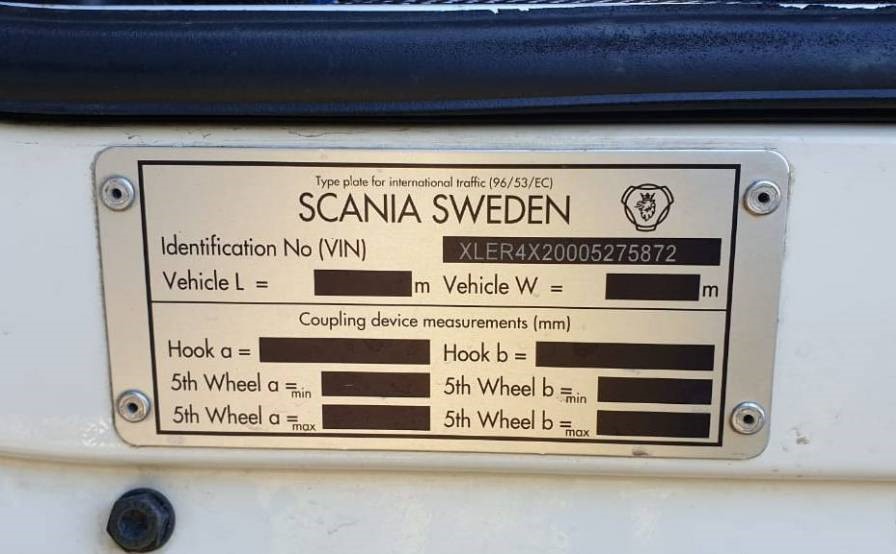 Type plate for international traffic (96/53/EC)
SCANIA SWEDEN
Identification No (VIN) XLER4X20005275872
Vehicle L = m Vehicle W = m
Coupling device measurements (mm)
Hook a = Hook b =
5th Wheel a =min 5th Wheel b =min
5th Wheel a =max 5th Wheel b =max